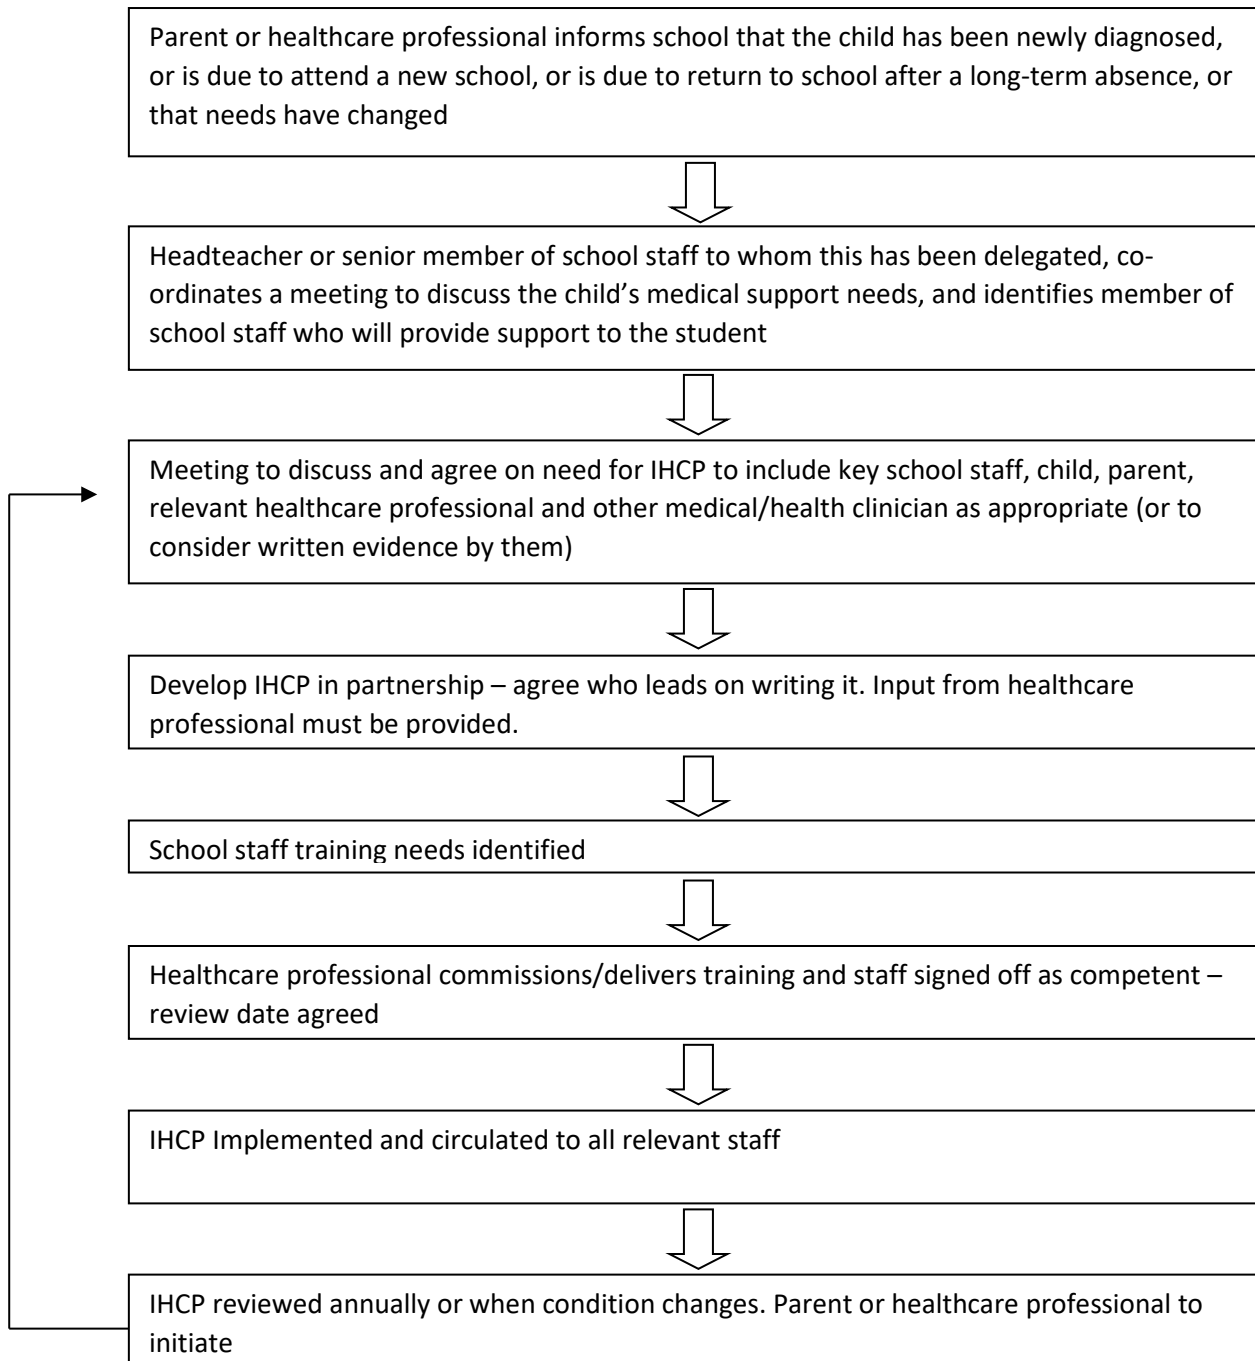 Parent or healthcare professional informs school that the child has been newly diagnosed,
or is due to attend a new school, or is due to return to school after a long-term absence, or
that needs have changed
Headteacher or senior member of school staff to whom this has been delegated, co-
ordinates a meeting to discuss the child’s medical support needs, and identifies member of
school staff who will provide support to the student
Meeting to discuss and agree on need for IHCP to include key school staff, child, parent,
relevant healthcare professional and other medical/health clinician as appropriate (or to
consider written evidence by them)
Develop IHCP in partnership – agree who leads on writing it. Input from healthcare
professional must be provided.
School staff training needs identified
Healthcare professional commissions/delivers training and staff signed off as competent –
review date agreed
IHCP Implemented and circulated to all relevant staff
IHCP reviewed annually or when condition changes. Parent or healthcare professional to
initiate